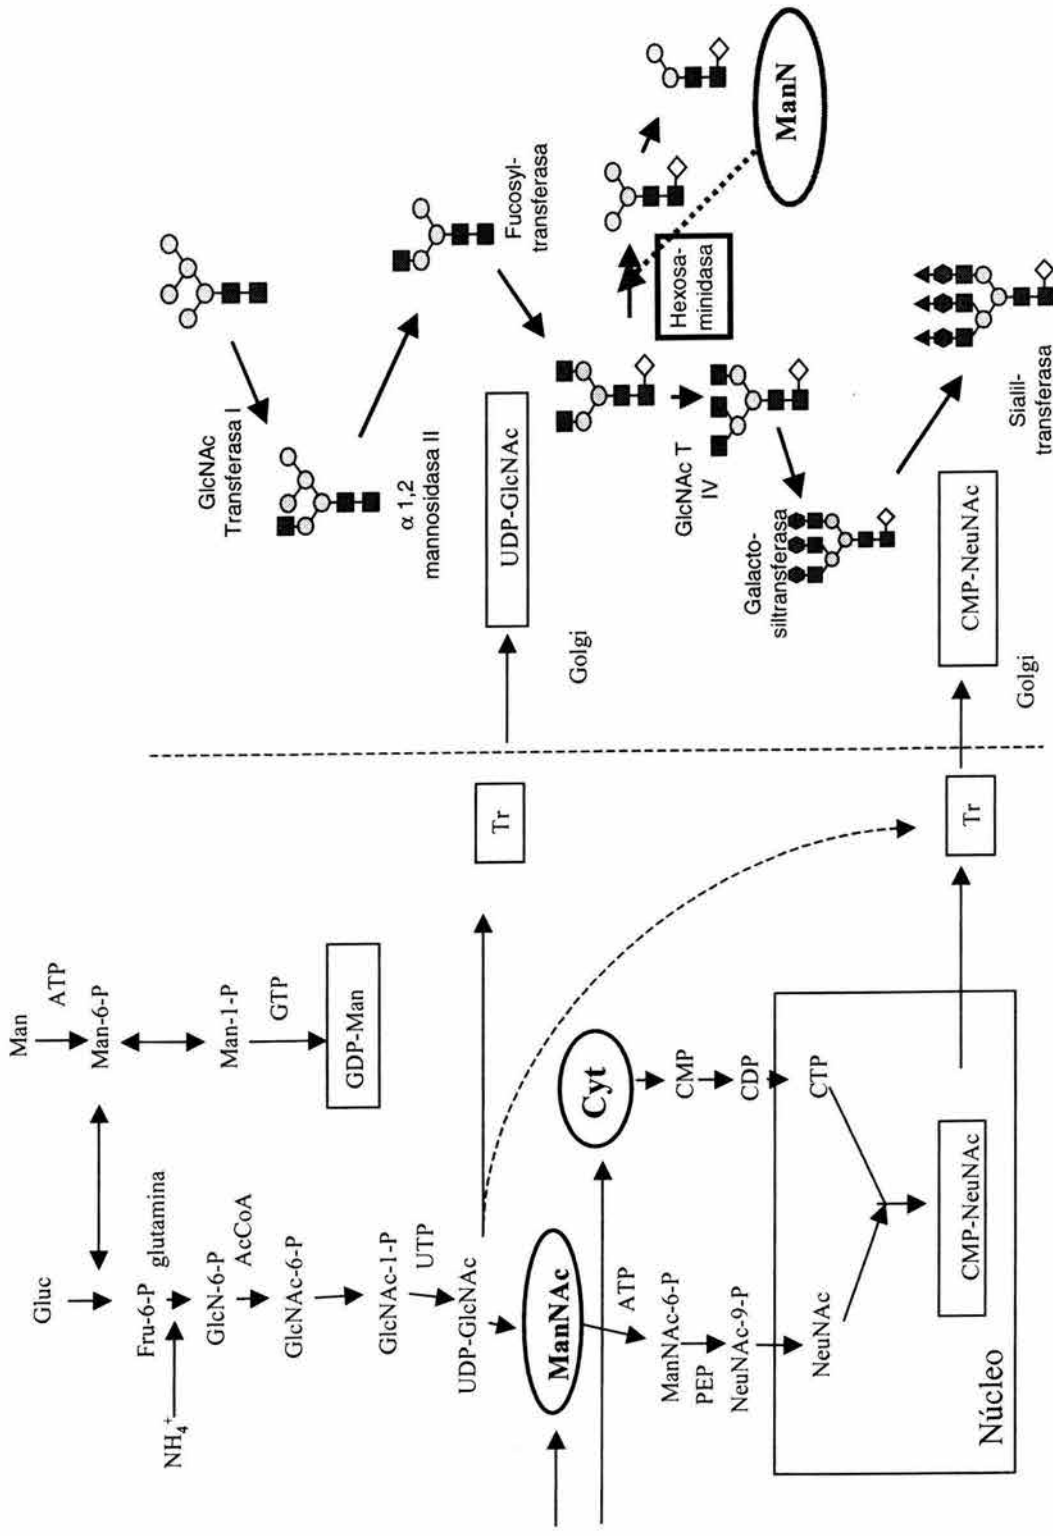 Gluc
Man
ATP
Man-6-P
Fru-6-P
glutamina
NH₄⁺
GlcN-6-P
AcCoA
GlcNAc-6-P
Man-1-P
GTP
GDP-Man
GlcNAc-1-P
UTP
UDP-GlcNAc
Tr
ManNAc
Cyt
ATP
ManNAc-6-P
PEP
NeuNAc-9-P
CMP
CDP
NeuNAc
CTP
CMP-NeuNAc
Núcleo
Tr
GlcNAc
Transferasa I
α 1,2
mannosidasa II
Fucosyl-
transferasa
UDP-GlcNAc
Golgi
Hexosa-
minidasa
ManN
GlcNAc T
IV
Galacto-
siltransferasa
CMP-NeuNAc
Sialil-
transferasa
Golgi